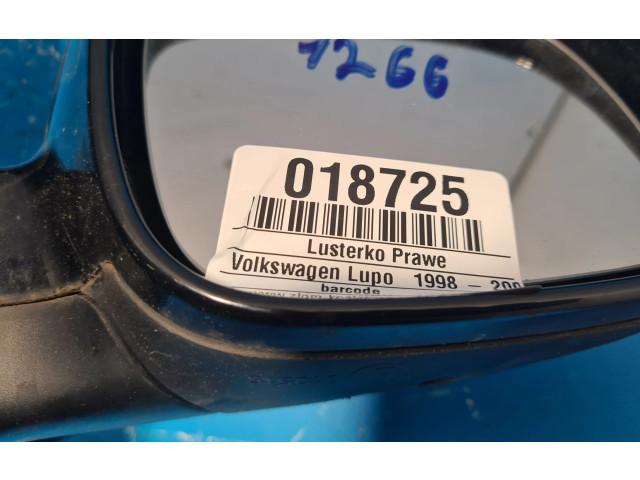 1266
018725
Lusterko Prawe
Volkswagen Lupo 1998 –
barcode